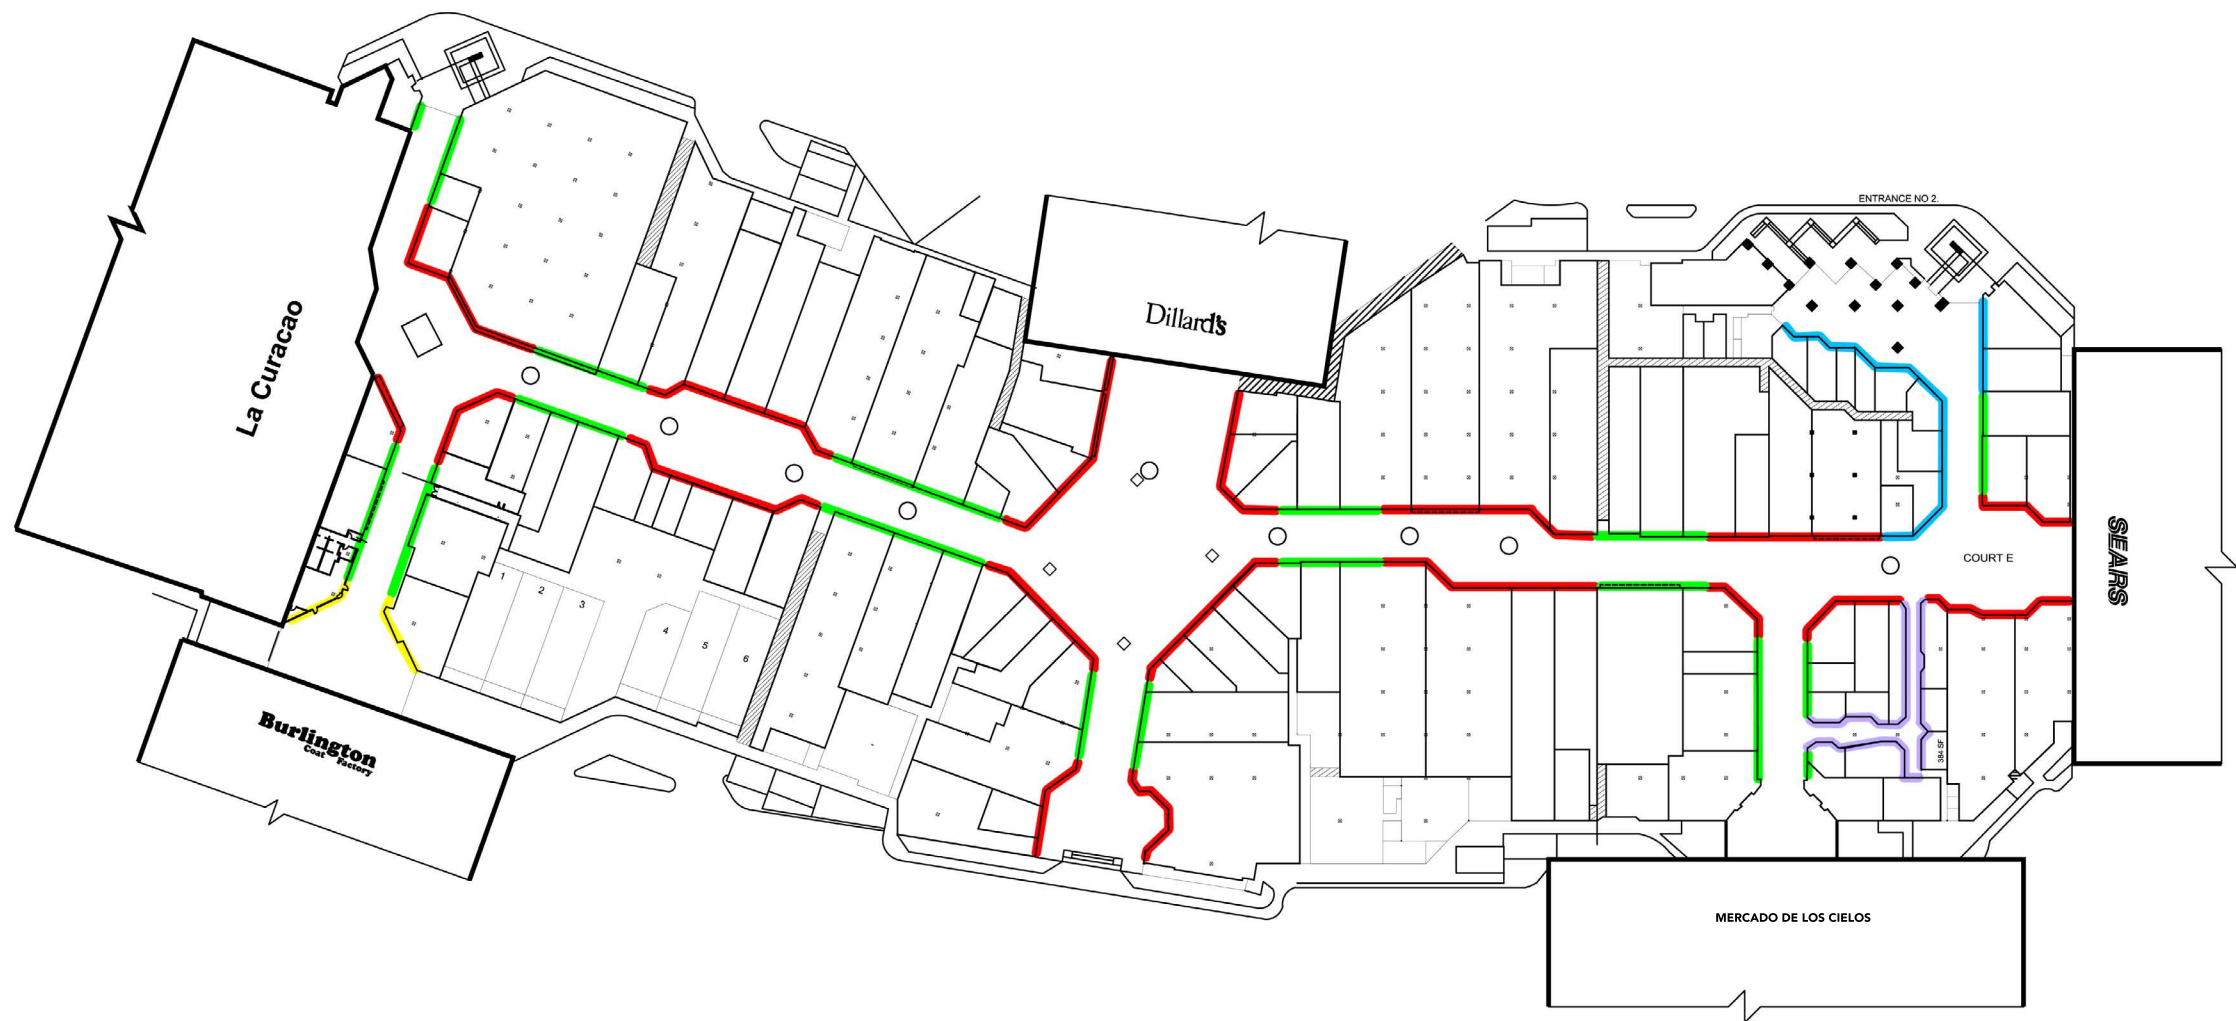 ENTRANCE NO 2.
Dillard's
La Curacao
COURT E
SEARS
1
2
3
4
5
6
384 SF
Burlington
Coat
Factory
MERCADO DE LOS CIELOS